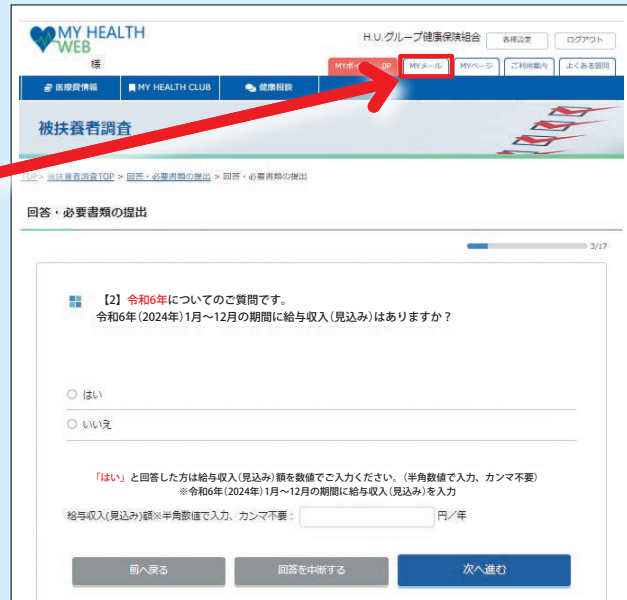 MY HEALTH
WEB
H.U.グループ健康保険組合
各種設定
ログアウト
様
MYポイ
0P
MYメール
MYページ
ご利用案内
よくある質問
医療費情報
MY HEALTH CLUB
健康相談
被扶養者調査
TOP> 被扶養者調査TOP > 回答・必要書類の提出 > 回答・必要書類の提出
回答・必要書類の提出
3/17
【2】令和6年についてのご質問です。
令和6年(2024年)1月～12月の期間に給与収入(見込み)はありますか？
はい
いいえ
「はい」と回答した方は給与収入(見込み)額を数値でご入力ください。(半角数値で入力、カンマ不要)
※令和6年(2024年)1月～12月の期間に給与収入(見込み)を入力
給与収入(見込み)額※半角数値で入力、カンマ不要：
円／年
前へ戻る
回答を中断する
次へ進む